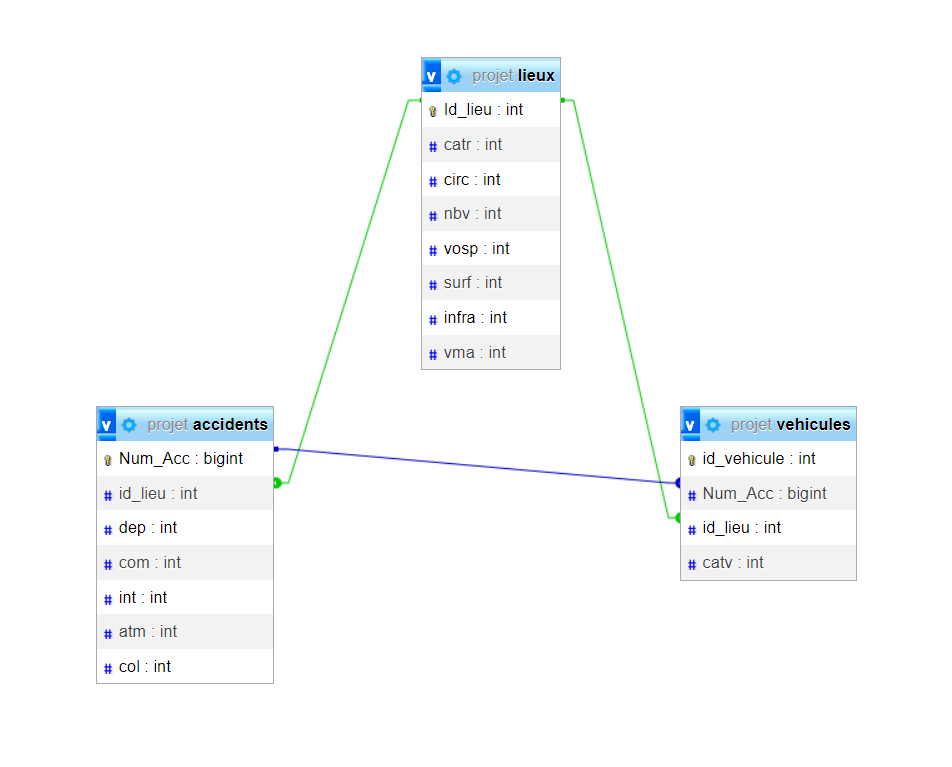 v projet lieux
Id_lieu : int
# catr : int
# circ : int
# nbv : int
# vosp : int
# surf : int
# infra : int
# vma : int
v projet accidents
Num_Acc : bigint
# id_lieu : int
# dep : int
# com : int
# int : int
# atm : int
# col : int
v projet vehicules
id_vehicule : int
# Num_Acc : bigint
# id_lieu : int
# catv : int